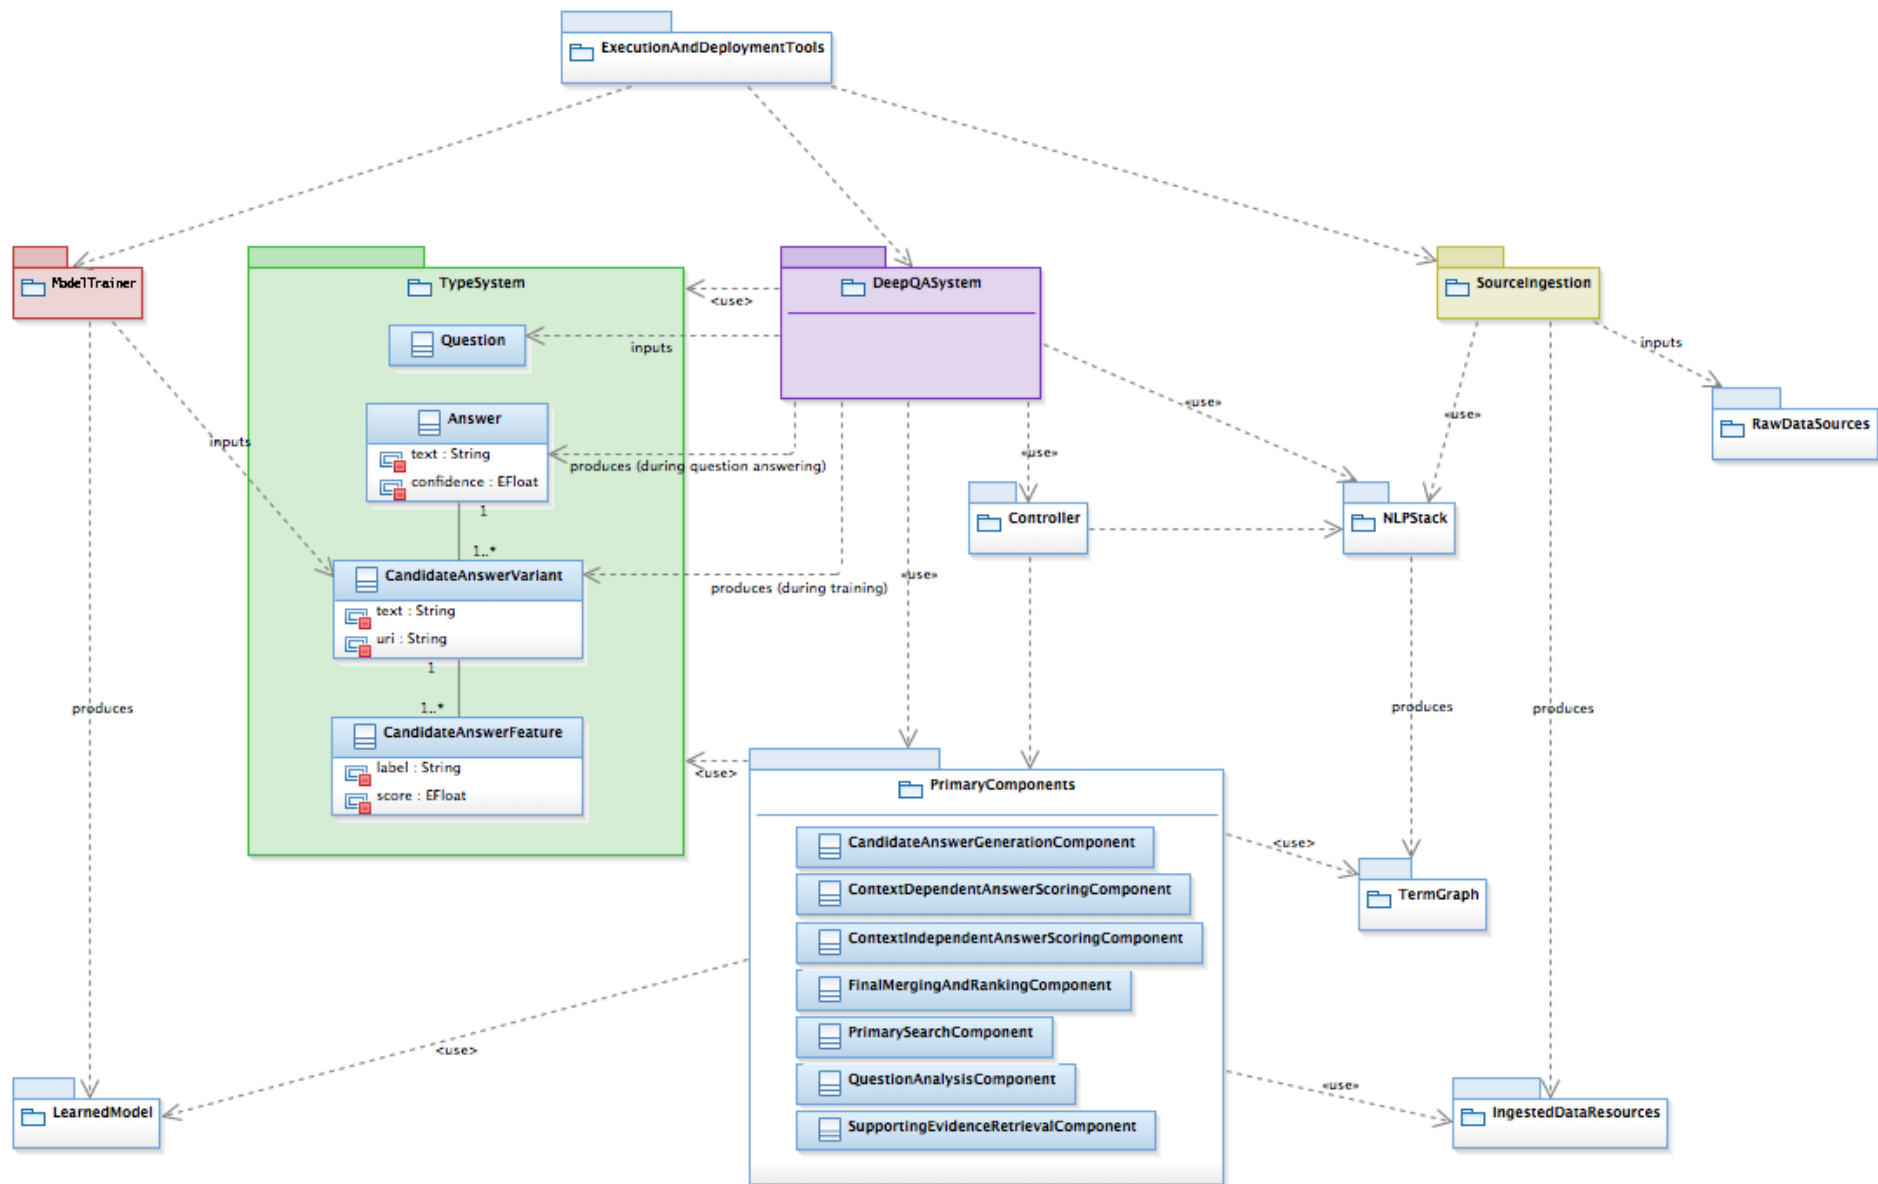 ExecutionAndDeploymentTools
ModelTrainer
TypeSystem
DeepQASystem
SourceIngestion
<use>
Question
inputs
inputs
RawDataSources
Answer
text : String
confidence : EFloat
inputs
produces (during question answering)
«use»
«use»
«use»
1
1..*
Controller
NLPStack
CandidateAnswerVariant
text : String
uri : String
produces (during training)
«use»
1
1..*
produces
produces
produces
CandidateAnswerFeature
label : String
score : EFloat
<use>
PrimaryComponents
CandidateAnswerGenerationComponent
ContextDependentAnswerScoringComponent
ContextIndependentAnswerScoringComponent
FinalMergingAndRankingComponent
PrimarySearchComponent
QuestionAnalysisComponent
SupportingEvidenceRetrievalComponent
<use>
TermGraph
<use>
«use»
LearnedModel
IngestedDataResources